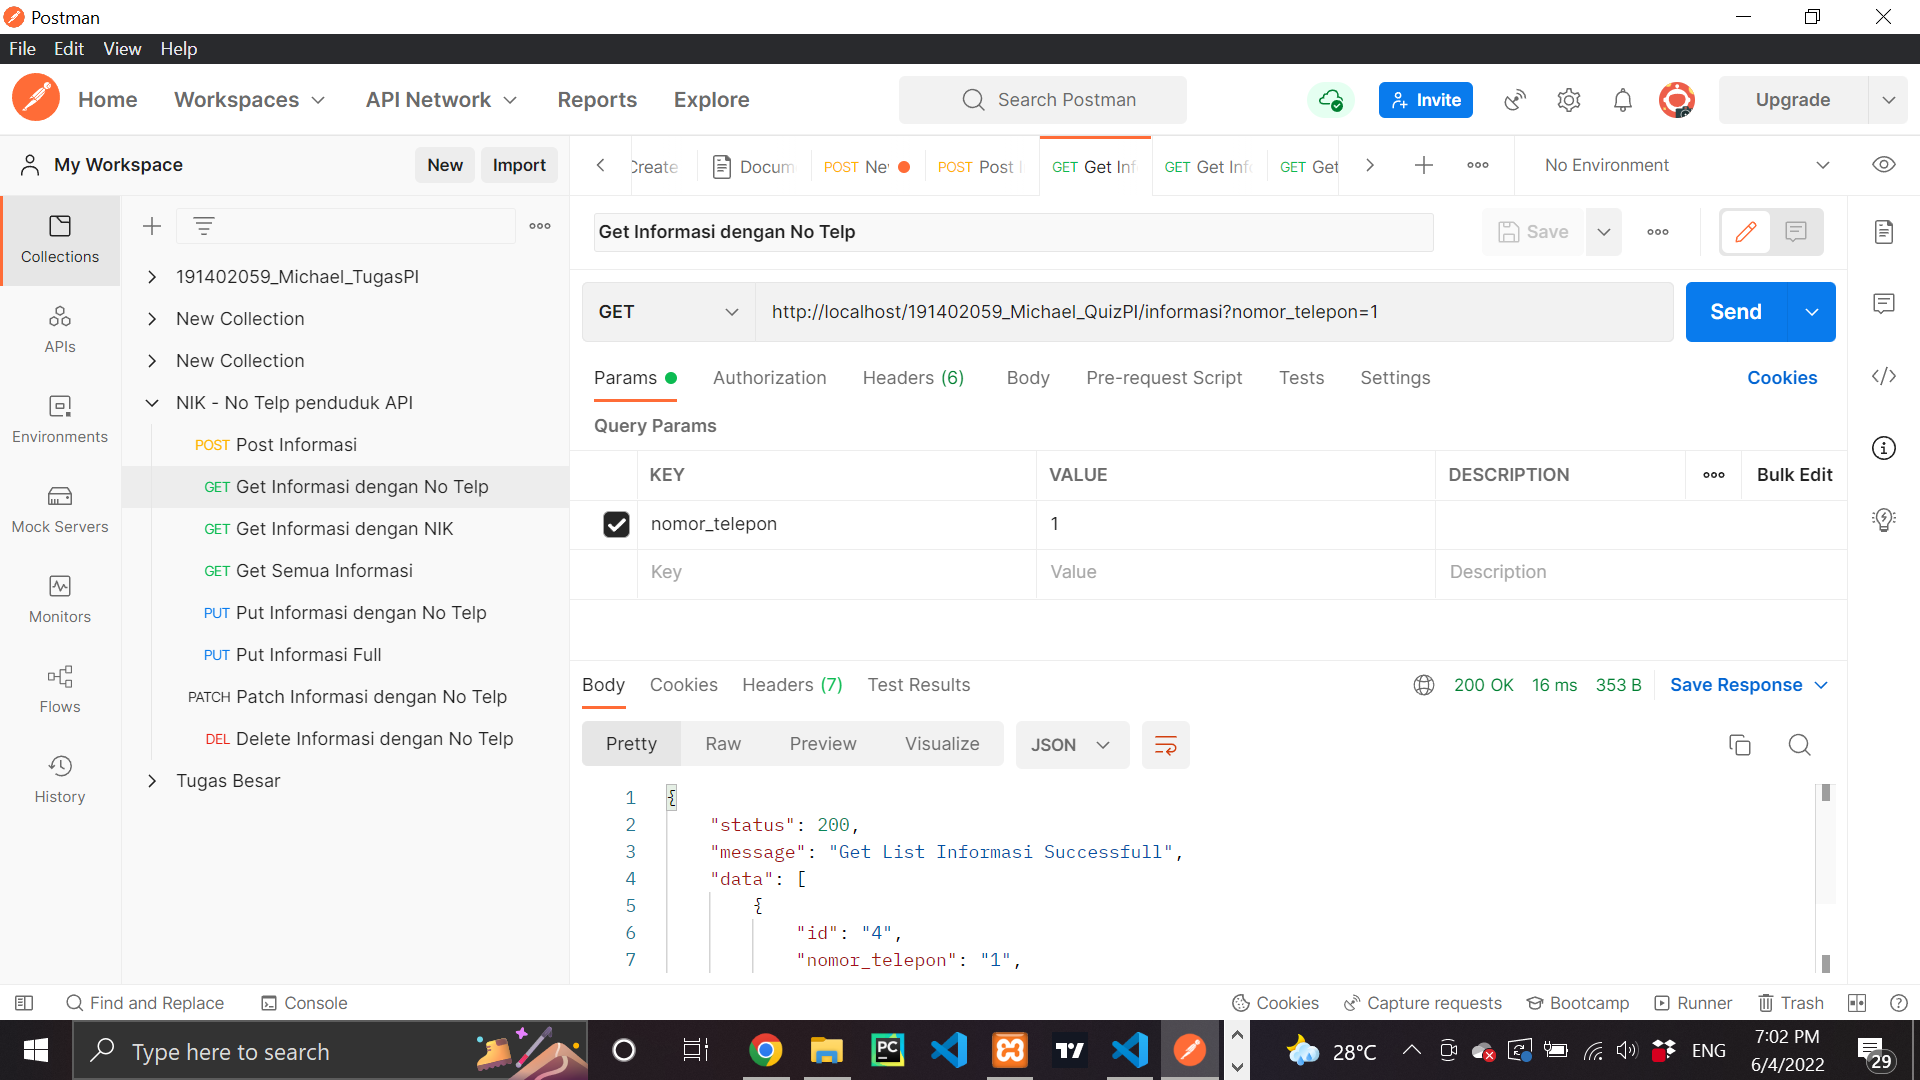 Postman
File Edit View Help
Home Workspaces API Network Reports Explore Search Postman Invite Upgrade
My Workspace New Import
Create Docum POST Ne POST Post GET Get Inf GET Get Inf GET Get No Environment
Collections
APIs
Environments
Mock Servers
Monitors
Flows
History
191402059_Michael_TugasPI
New Collection
New Collection
NIK - No Telp penduduk API
POST Post Informasi
GET Get Informasi dengan No Telp
GET Get Informasi dengan NIK
GET Get Semua Informasi
PUT Put Informasi dengan No Telp
PUT Put Informasi Full
PATCH Patch Informasi dengan No Telp
DEL Delete Informasi dengan No Telp
Tugas Besar
Get Informasi dengan No Telp Save
GET http://localhost/191402059_Michael_QuizPI/informasi?nomor_telepon=1 Send
Params Authorization Headers (6) Body Pre-request Script Tests Settings Cookies
Query Params
KEY VALUE DESCRIPTION Bulk Edit
nomor_telepon 1
Key Value Description
Body Cookies Headers (7) Test Results 200 OK 16 ms 353 B Save Response
Pretty Raw Preview Visualize JSON
1 {
2 "status": 200,
3 "message": "Get List Informasi Successfull",
4 "data": [
5 {
6 "id": "4",
7 "nomor_telepon": "1",
Find and Replace Console Cookies Capture requests Bootcamp Runner Trash
Type here to search PC 28°C ENG 7:02 PM
6/4/2022
29